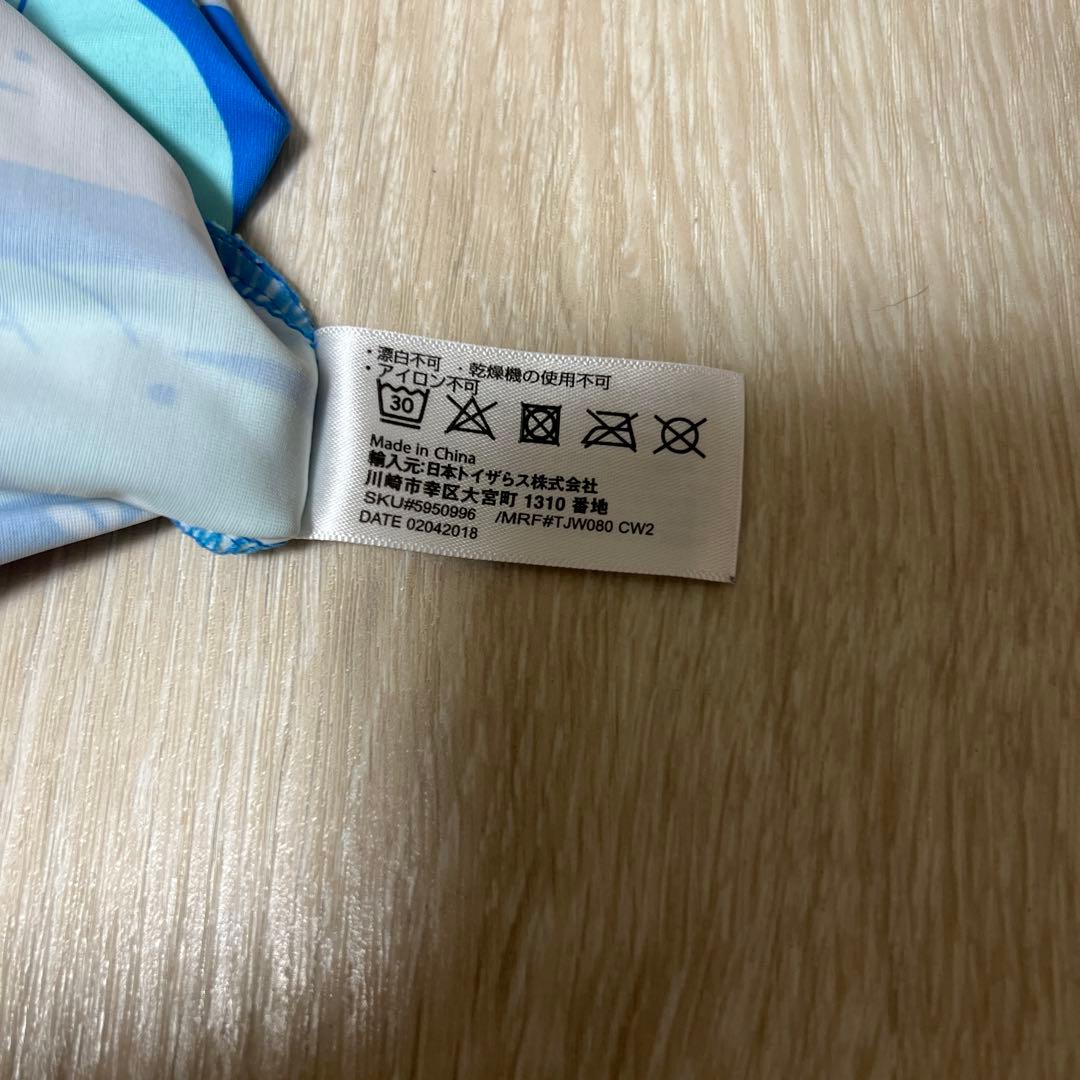 ・漂白不可 ・乾燥機の使用不可
・アイロン不可
30
Made in China
輸入元:日本トイザらス株式会社
川崎市幸区大宮町 1310 番地
SKU#5950996 /MRF#TJW080 CW2
DATE 02042018